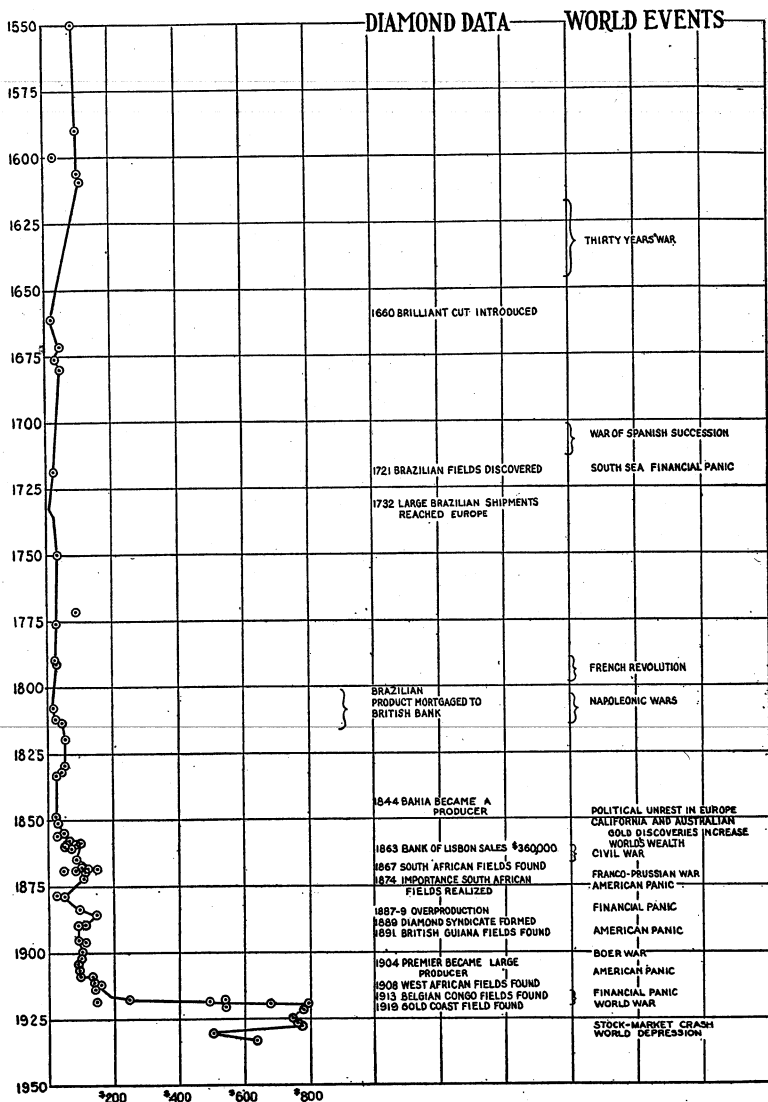 DIAMOND DATA WORLD EVENTS
1550
1575
1600
1625
THIRTY YEARS' WAR
1650
1660 BRILLIANT CUT INTRODUCED
1675
1700
WAR OF SPANISH SUCCESSION
1721 BRAZILIAN FIELDS DISCOVERED
SOUTH SEA FINANCIAL PANIC
1725
1732 LARGE BRAZILIAN SHIPMENTS
REACHED EUROPE
1750
1775
FRENCH REVOLUTION
1800
BRAZILIAN
PRODUCT MORTGAGED TO
BRITISH BANK
NAPOLEONIC WARS
1825
1844 BAHIA BECAME A
PRODUCER
POLITICAL UNREST IN EUROPE
CALIFORNIA AND AUSTRALIAN
GOLD DISCOVERIES INCREASE
WORLDS WEALTH
1850
1863 BANK OF LISBON SALES $360,000
CIVIL WAR
1867 SOUTH AFRICAN FIELDS FOUND
1874 IMPORTANCE SOUTH AFRICAN
FIELDS REALIZED
FRANCO-PRUSSIAN WAR
AMERICAN PANIC
1875
1887-9 OVERPRODUCTION
1889 DIAMOND SYNDICATE FORMED
1891 BRITISH GUIANA FIELDS FOUND
FINANCIAL PANIC
AMERICAN PANIC
1900
BOER WAR
1904 PREMIER BECAME LARGE
PRODUCER
AMERICAN PANIC
1908 WEST AFRICAN FIELDS FOUND
1913 BELGIAN CONGO FIELDS FOUND
1919 GOLD COAST FIELD FOUND
FINANCIAL PANIC
WORLD WAR
1925
STOCK-MARKET CRASH
WORLD DEPRESSION
1950
$200 $400 $600 $800